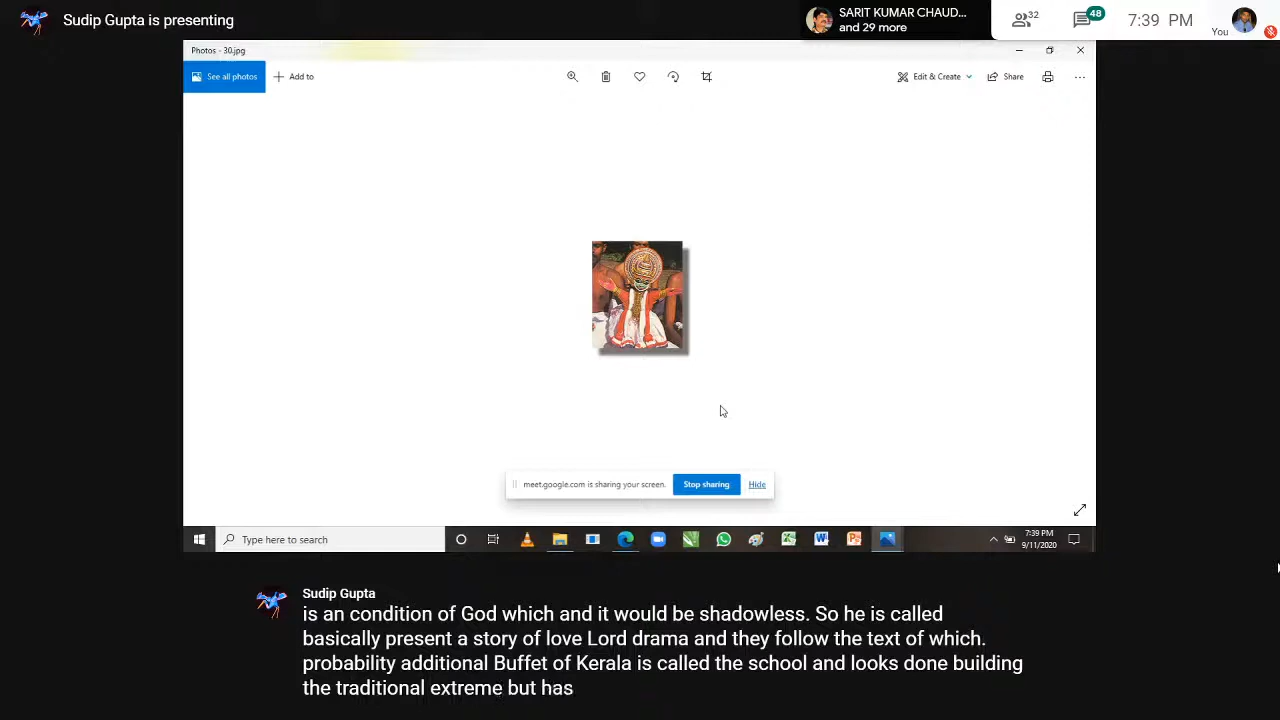 Sudip Gupta is presenting
SARIT KUMAR CHAUD...
and 29 more
32
48
7:39 PM
You
Photos - 30.jpg
See all photos
Add to
Edit & Create
Share
meet.google.com is sharing your screen.
Stop sharing
Hide
Type here to search
7:39 PM
9/11/2020
Sudip Gupta
is an condition of God which and it would be shadowless. So he is called
basically present a story of love Lord drama and they follow the text of which.
probability additional Buffet of Kerala is called the school and looks done building
the traditional extreme but has